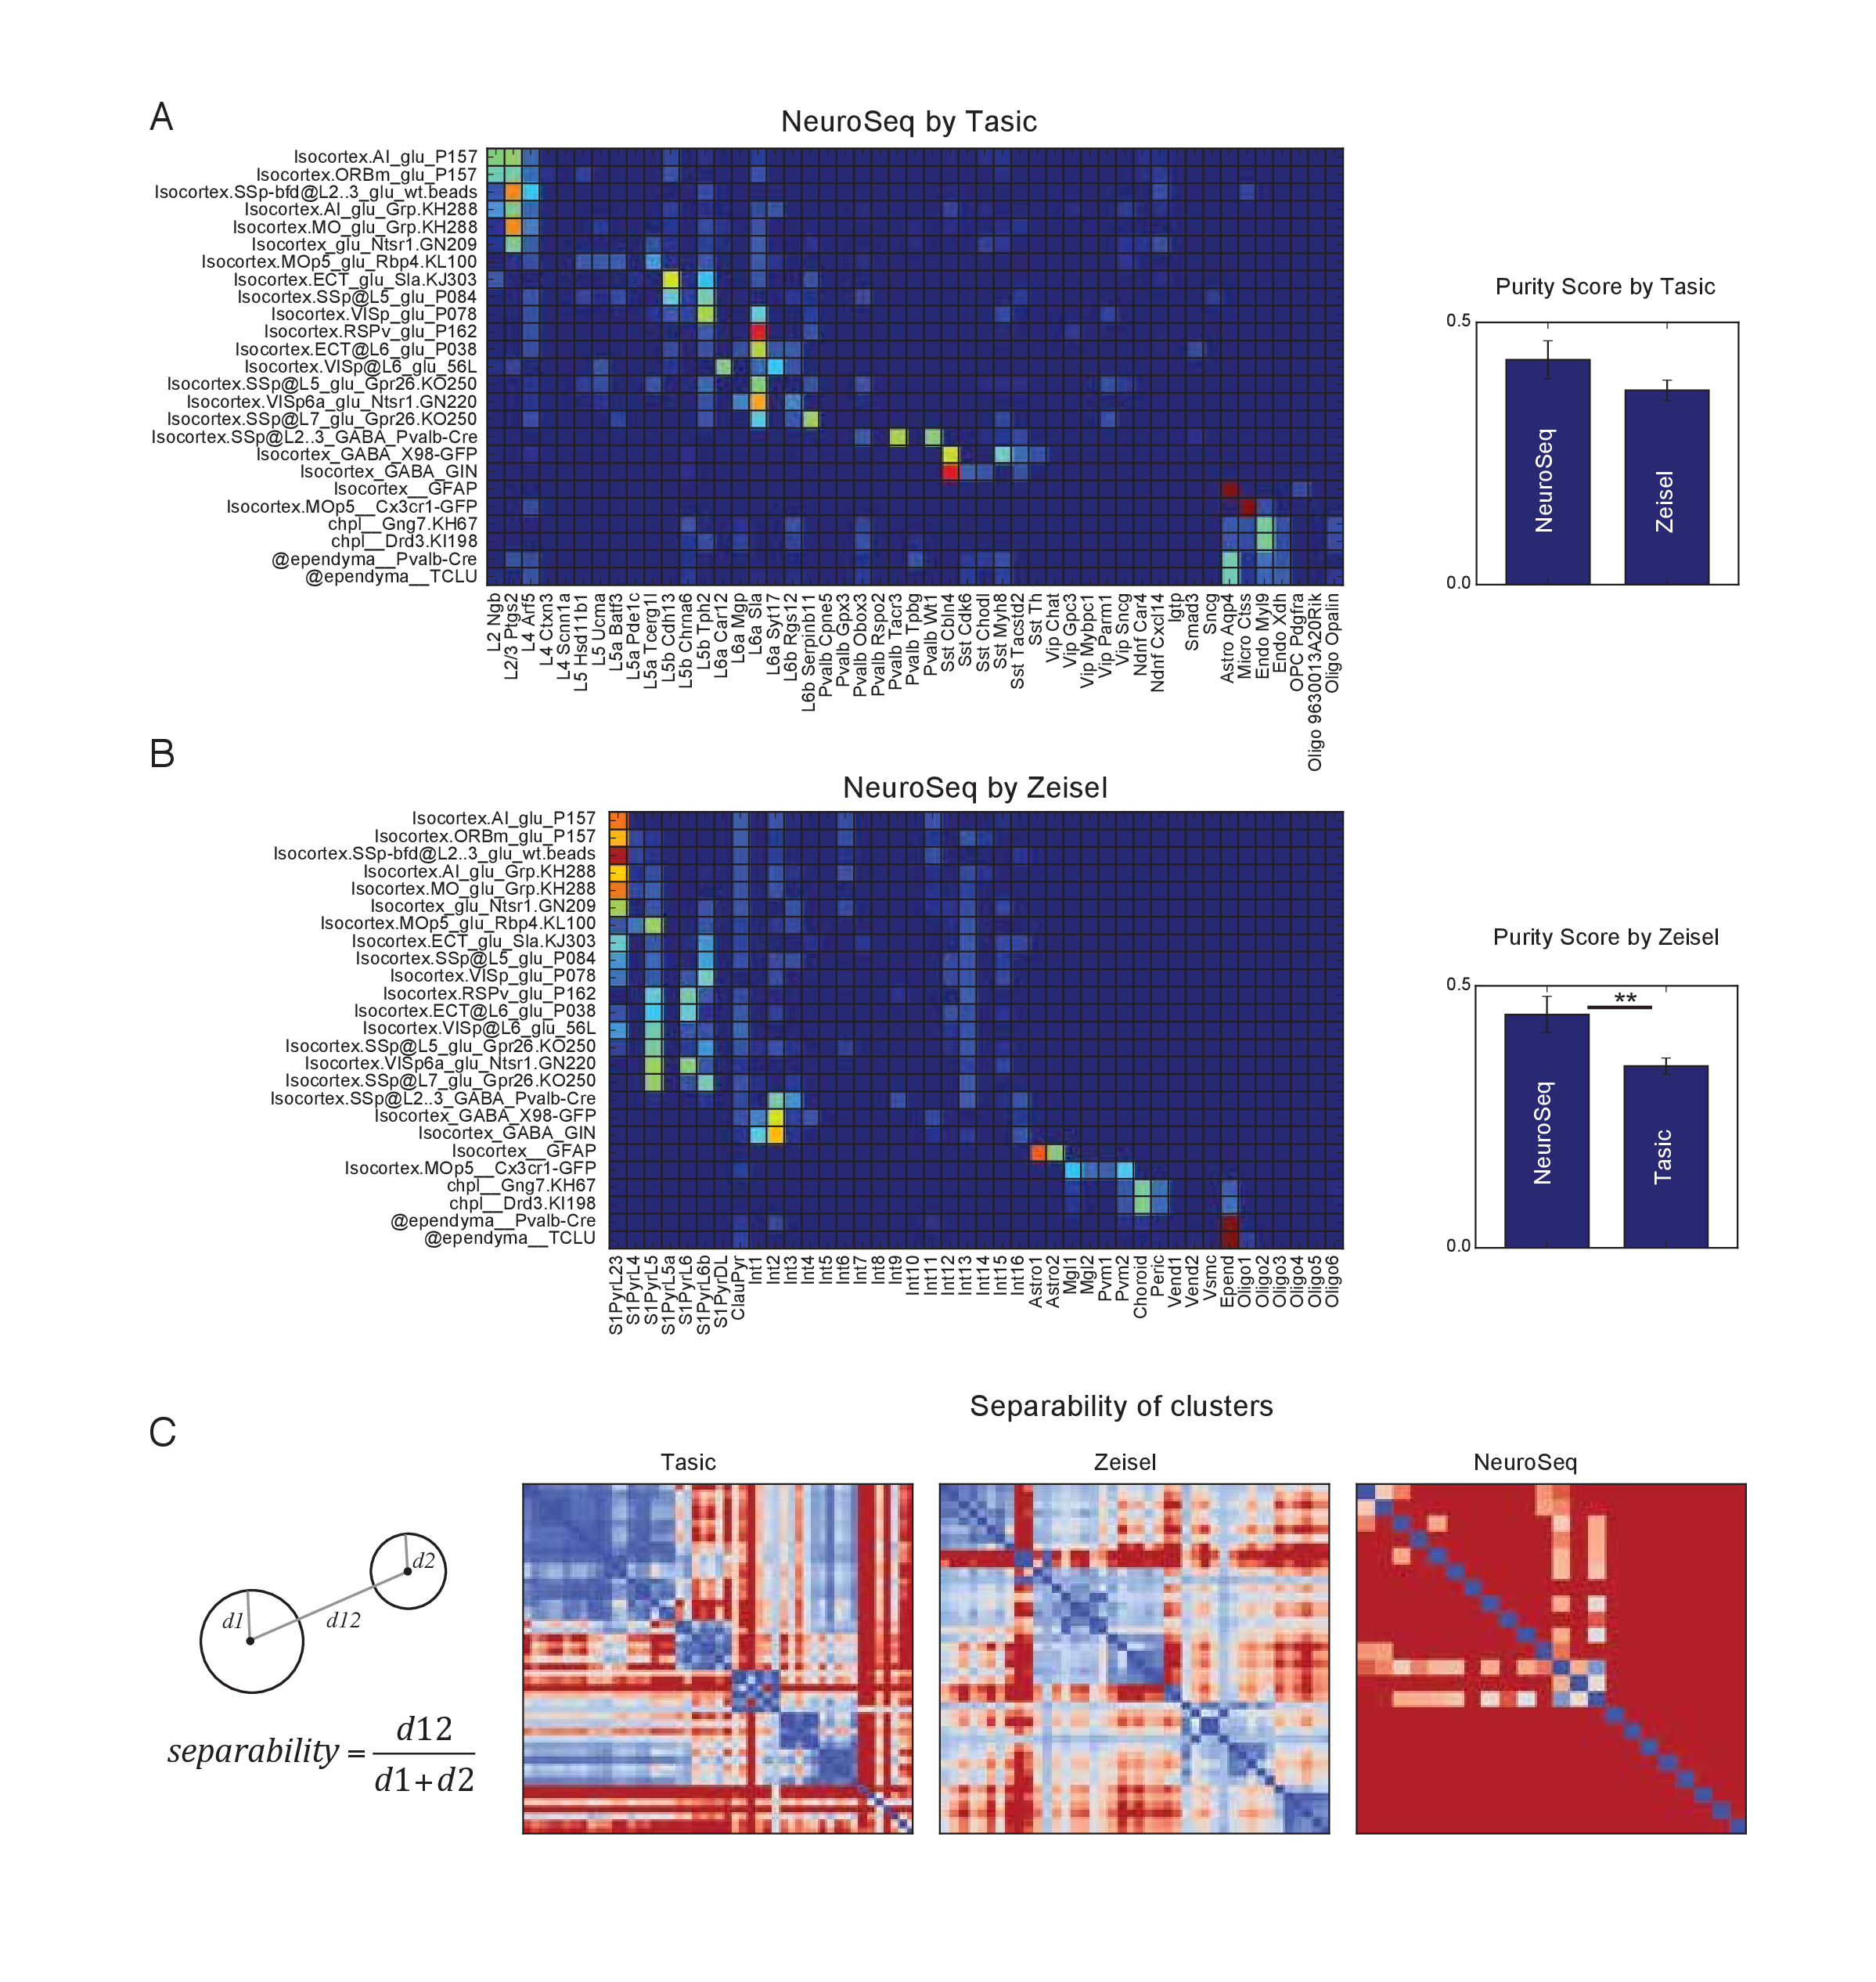 A
NeuroSeq by Tasic
Isocortex.AI_glu_P157
Isocortex.ORBm_glu_P157
Isocortex.SSp-bfd@L2..3_glu_wt.beads
Isocortex.AI_glu_Grp.KH288
Isocortex.MO_glu_Grp.KH288
Isocortex_glu_Ntsr1.GN209
Isocortex.MOp5_glu_Rbp4.KL100
Isocortex.ECT_glu_Sla.KJ303
Isocortex.SSp@L5_glu_P084
Isocortex.VISp_glu_P078
Isocortex.RSPv_glu_P162
Isocortex.ECT@L6_glu_P038
Isocortex.VISp@L6_glu_56L
Isocortex.SSp@L5_glu_Gpr26.KO250
Isocortex.VISp6a_glu_Ntsr1.GN220
Isocortex.SSp@L7_glu_Gpr26.KO250
Isocortex.SSp@L2..3_GABA_Pvalb-Cre
Isocortex_GABA_X98-GFP
Isocortex_GABA_GIN
Isocortex__GFAP
Isocortex.MOp5__Cx3cr1-GFP
chpl__Gng7.KH67
chpl__Drd3.KI198
@ependyma__Pvalb-Cre
@ependyma__TCLU
L2 Ngb
L2/3 Ptgs2
L4 Arf5
L4 Ctxn3
L4 Scnn1a
L5 Hsd11b1
L5 Ucma
L5a Batf3
L5a Pde1c
L5a Tcerg1l
L5b Cdh13
L5b Chrna6
L5b Tph2
L6a Car12
L6a Mgp
L6a Sla
L6a Syt17
L6b Rgs12
L6b Serpinb11
Pvalb Cpne5
Pvalb Gpx3
Pvalb Obox3
Pvalb Rspo2
Pvalb Tacr3
Pvalb Tpbg
Pvalb Wt1
Sst Cbln4
Sst Cdk6
Sst Chodl
Sst Myh8
Sst Tacstd2
Sst Th
Vip Chat
Vip Gpc3
Vip Mybpc1
Vip Parm1
Vip Sncg
Ndnf Car4
Ndnf Cxcl14
Igtp
Smad3
Sncg
Astro Aqp4
Micro Ctss
Endo Myl9
Endo Xdh
OPC Pdgfra
Oligo 9630013A20Rik
Oligo Opalin
Purity Score by Tasic
0.5
0.0
NeuroSeq
Zeisel
B
NeuroSeq by Zeisel
Isocortex.AI_glu_P157
Isocortex.ORBm_glu_P157
Isocortex.SSp-bfd@L2..3_glu_wt.beads
Isocortex.AI_glu_Grp.KH288
Isocortex.MO_glu_Grp.KH288
Isocortex_glu_Ntsr1.GN209
Isocortex.MOp5_glu_Rbp4.KL100
Isocortex.ECT_glu_Sla.KJ303
Isocortex.SSp@L5_glu_P084
Isocortex.VISp_glu_P078
Isocortex.RSPv_glu_P162
Isocortex.ECT@L6_glu_P038
Isocortex.VISp@L6_glu_56L
Isocortex.SSp@L5_glu_Gpr26.KO250
Isocortex.VISp6a_glu_Ntsr1.GN220
Isocortex.SSp@L7_glu_Gpr26.KO250
Isocortex.SSp@L2..3_GABA_Pvalb-Cre
Isocortex_GABA_X98-GFP
Isocortex_GABA_GIN
Isocortex__GFAP
Isocortex.MOp5__Cx3cr1-GFP
chpl__Gng7.KH67
chpl__Drd3.KI198
@ependyma__Pvalb-Cre
@ependyma__TCLU
S1PyrL23
S1PyrL4
S1PyrL5
S1PyrL5a
S1PyrL6
S1PyrL6b
S1PyrDL
ClauPyr
Int1
Int2
Int3
Int4
Int5
Int6
Int7
Int8
Int9
Int10
Int11
Int12
Int13
Int14
Int15
Int16
Astro1
Astro2
Mgl1
Mgl2
Pvm1
Pvm2
Choroid
Peric
Vend1
Vend2
Vsmc
Epend
Oligo1
Oligo2
Oligo3
Oligo4
Oligo5
Oligo6
Purity Score by Zeisel
0.5
**
0.0
NeuroSeq
Tasic
C
Separability of clusters
Tasic
Zeisel
NeuroSeq
d2
d1
d12
separability = d12
d1+d2